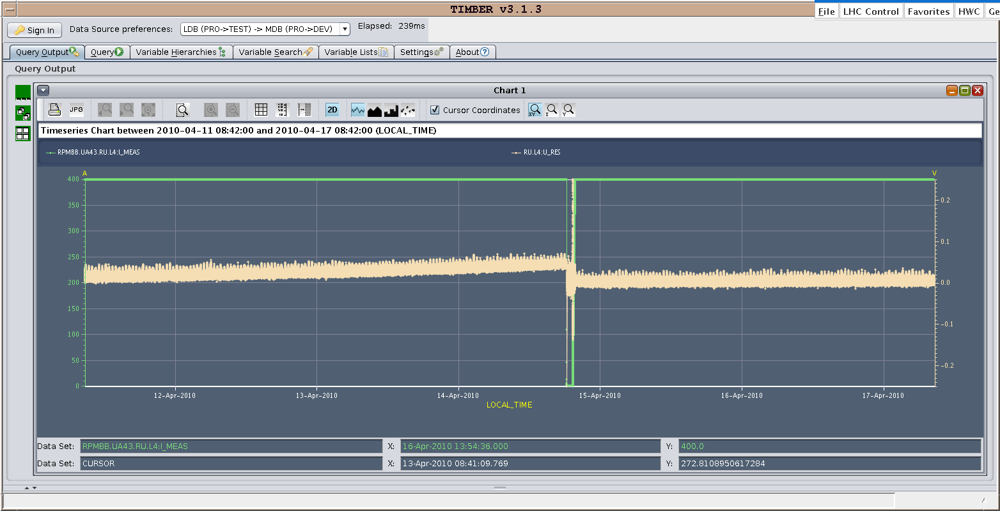 TIMBER v3.1.3
File LHC Control Favorites HWC Ge
Sign In Data Source preferences: LDB (PRO->TEST) -> MDB (PRO->DEV) Elapsed: 239ms
Query Output Query Variable Hierarchies Variable Search Variable Lists Settings About
Query Output
Chart 1
JPG 2D Cursor Coordinates XY X Y
Timeseries Chart between 2010-04-11 08:42:00 and 2010-04-17 08:42:00 (LOCAL_TIME)
RPMBB.UA43.RU.L4:I_MEAS RU.L4:U_RES
A V
400
0.2
350
300
0.1
250
200 0.0
150
-0.1
100
50 -0.2
0
12-Apr-2010 13-Apr-2010 14-Apr-2010 15-Apr-2010 16-Apr-2010 17-Apr-2010
LOCAL_TIME
Data Set: RPMBB.UA43.RU.L4:I_MEAS X: 16-Apr-2010 13:54:36.000 Y: 400.0
Data Set: CURSOR X: 13-Apr-2010 08:41:09.769 Y: 272.8108950617284